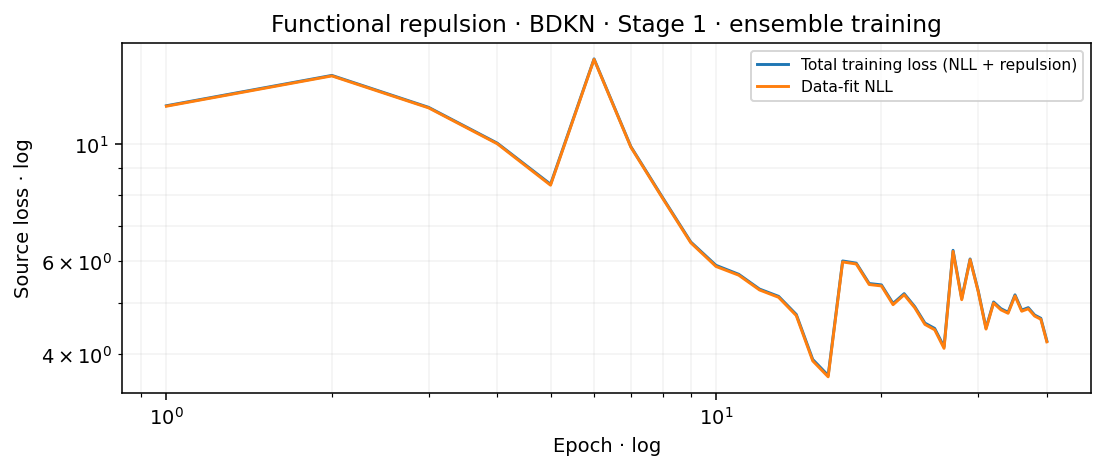 Functional repulsion · BDKN · Stage 1 · ensemble training
Total training loss (NLL + repulsion)
Data-fit NLL
Source loss · log
10¹
6 × 10⁰
4 × 10⁰
10⁰
10¹
Epoch · log